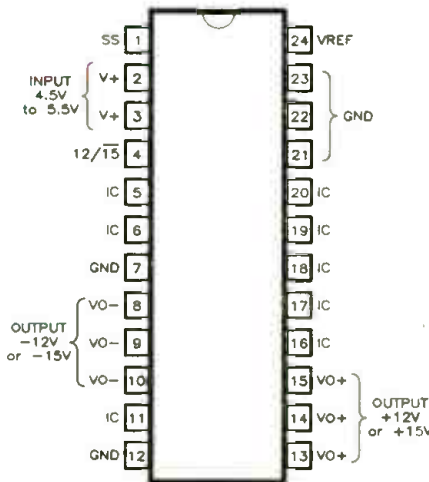 SS 1
INPUT
4.5V
to 5.5V
V+ 2
V+ 3
12/15 4
IC 5
IC 6
GND 7
OUTPUT
-12V
or -15V
VO- 8
VO- 9
VO- 10
IC 11
GND 12
24 VREF
23
22
21
GND
20 IC
19 IC
18 IC
17 IC
16 IC
15 VO+
14 VO+
13 VO+
OUTPUT
+12V
or +15V